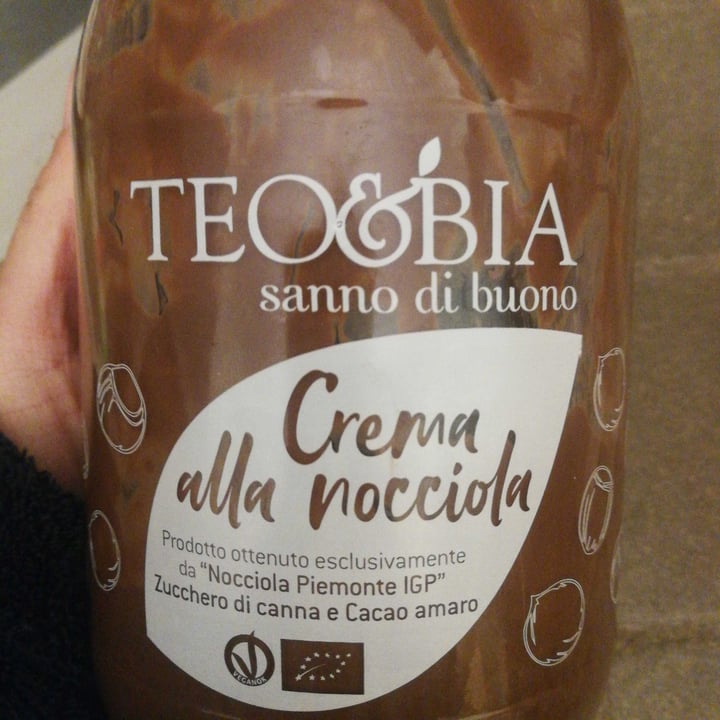 TEO&BIA
sanno di buono
Crema
alla nocciola
Prodotto ottenuto esclusivamente
da “Nocciola Piemonte IGP”
Zucchero di canna e Cacao amaro
VEGANOK